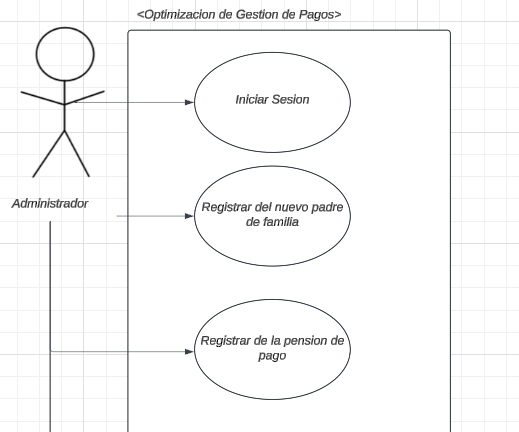 <Optimizacion de Gestion de Pagos>
Iniciar Sesion
Administrador
Registrar del nuevo padre
de familia
Registrar de la pension de
pago